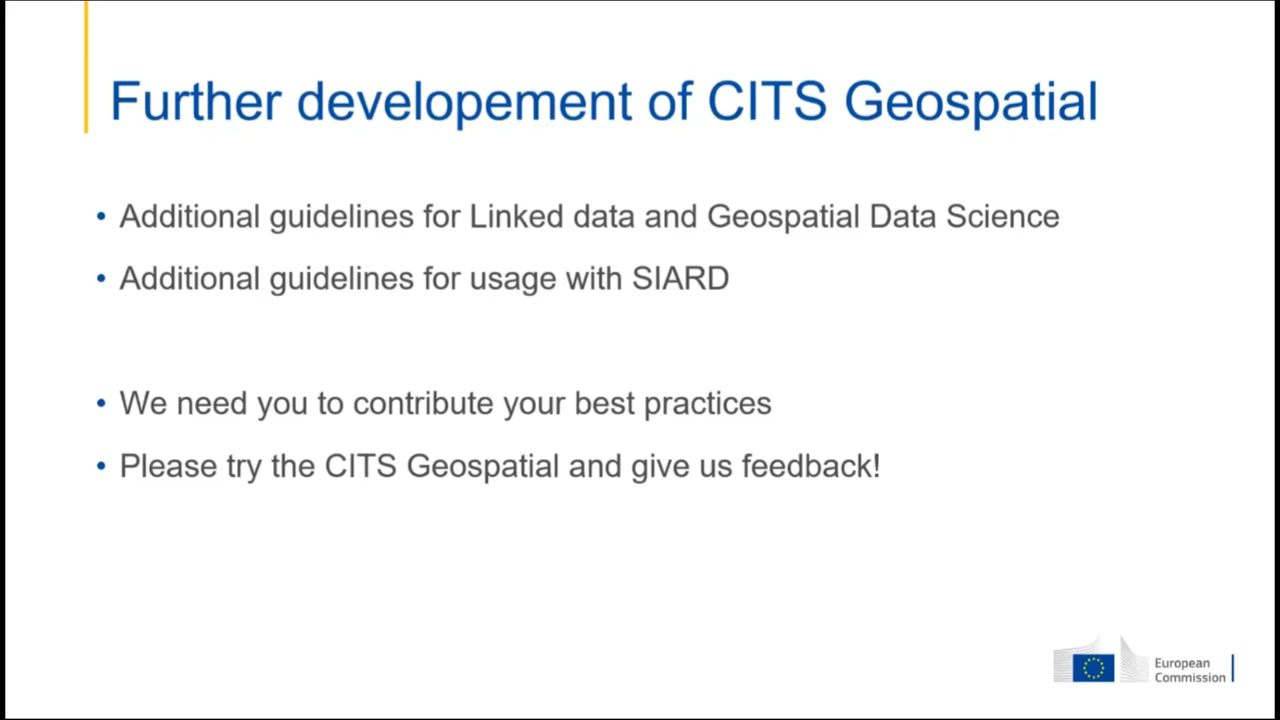 Further developement of CITS Geospatial
• Additional guidelines for Linked data and Geospatial Data Science
• Additional guidelines for usage with SIARD
• We need you to contribute your best practices
• Please try the CITS Geospatial and give us feedback!
European
Commission